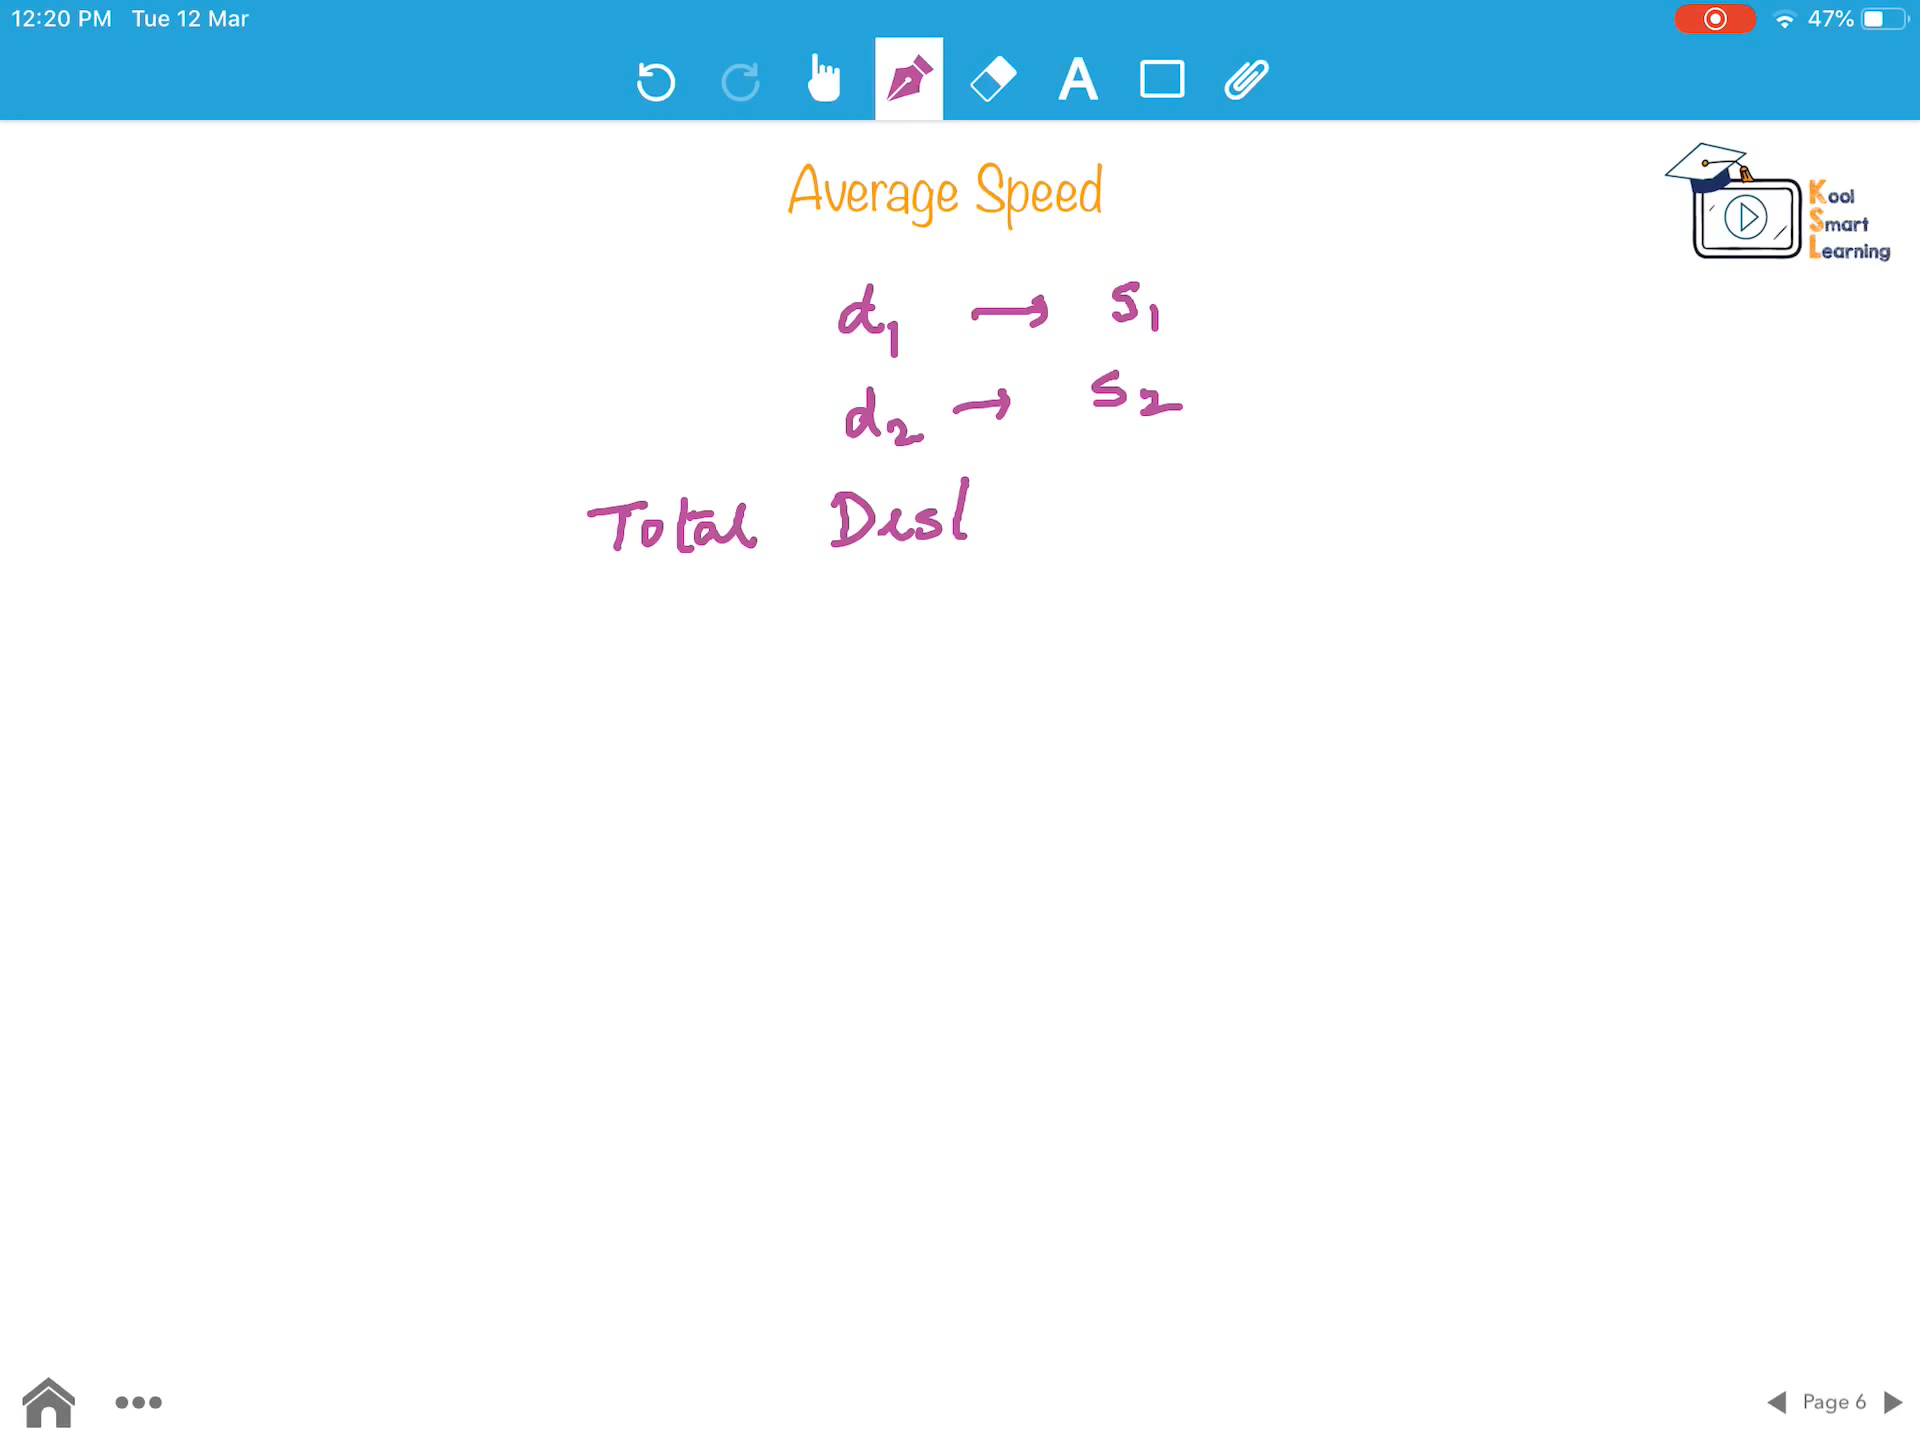 12:20 PM Tue 12 Mar
47%
A
Average Speed
Kool
Smart
Learning
d₁ → s₁
d₂ → s₂
Total Dist
Page 6